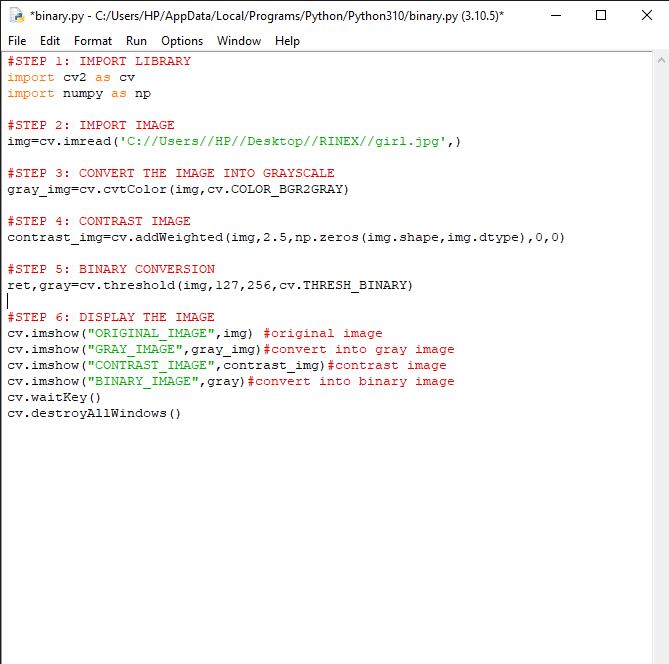 *binary.py - C:/Users/HP/AppData/Local/Programs/Python/Python310/binary.py (3.10.5)*
File Edit Format Run Options Window Help
#STEP 1: IMPORT LIBRARY
import cv2 as cv
import numpy as np
#STEP 2: IMPORT IMAGE
img=cv.imread('C://Users//HP//Desktop//RINEX//girl.jpg',)
#STEP 3: CONVERT THE IMAGE INTO GRAYSCALE
gray_img=cv.cvtColor(img,cv.COLOR_BGR2GRAY)
#STEP 4: CONTRAST IMAGE
contrast_img=cv.addWeighted(img,2.5,np.zeros(img.shape,img.dtype),0,0)
#STEP 5: BINARY CONVERSION
ret,gray=cv.threshold(img,127,256,cv.THRESH_BINARY)
#STEP 6: DISPLAY THE IMAGE
cv.imshow("ORIGINAL_IMAGE",img) #original image
cv.imshow("GRAY_IMAGE",gray_img)#convert into gray image
cv.imshow("CONTRAST_IMAGE",contrast_img)#contrast image
cv.imshow("BINARY_IMAGE",gray)#convert into binary image
cv.waitKey()
cv.destroyAllWindows()